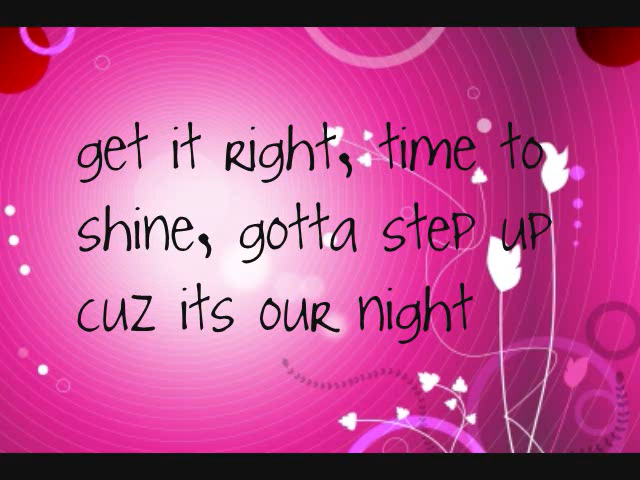 get it Right, time to
shine, gotta step up
cuz its our night